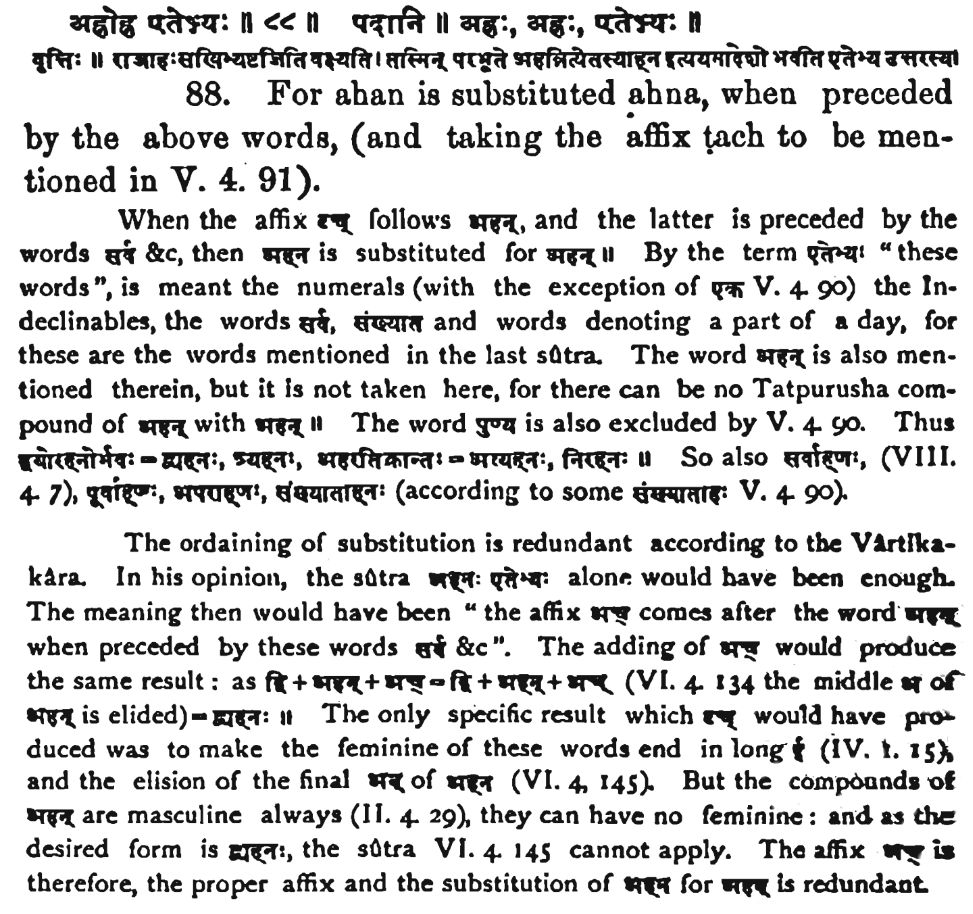 अह्नोह्न एतेभ्यः ॥ ८८ ॥ पदानि ॥ अह्नः, अह्नः, एतेभ्यः ॥
वृत्तिः ॥ राजाहःसखिभ्यष्टजिति वक्ष्यति। तस्मिन् परभूते अहन्नित्येतस्याह्न इत्ययमादेशो भवति एतेभ्य उत्तरस्य।
88. For ahan is substituted ahna, when preceded
by the above words, (and taking the affix ṭach to be men-
tioned in V. 4. 91).
When the affix टच् follows अहन्, and the latter is preceded by the
words सर्व &c, then अह्न is substituted for अहन् ॥ By the term एतेभ्यः “these
words”, is meant the numerals (with the exception of एक V. 4. 90) the In-
declinables, the words सर्व, संख्यात and words denoting a part of a day, for
these are the words mentioned in the last sûtra. The word अहन् is also men-
tioned therein, but it is not taken here, for there can be no Tatpurusha com-
pound of अहन् with अहन् ॥ The word पुण्य is also excluded by V. 4. 90. Thus
द्वयोरह्नोर्भवः = द्व्यह्नः, त्र्यह्नः, अहरतिक्रान्तः = अत्यह्नः, निरह्नः ॥ So also सर्वाह्णः, (VIII.
4. 7), पूर्वाह्णः, अपराह्णः, संख्याताह्नः (according to some संख्याताहः V. 4. 90).
The ordaining of substitution is redundant according to the Vârtika-
kâra. In his opinion, the sûtra अह्नः एतेभ्यः alone would have been enough.
The meaning then would have been “the affix अच् comes after the word अहन्
when preceded by these words सर्व &c”. The adding of अच् would produce
the same result: as द्वि + अहन् + अच् = द्वि + अह्न् + अच् (VI. 4. 134 the middle अ of
अहन् is elided) = द्व्यह्नः ॥ The only specific result which टच् would have pro-
duced was to make the feminine of these words end in long ई (IV. 1. 15),
and the elision of the final अन् of अहन् (VI. 4, 145). But the compounds of
अहन् are masculine always (II. 4. 29), they can have no feminine: and as the
desired form is द्व्यह्नः, the sûtra VI. 4. 145 cannot apply. The affix अच् is
therefore, the proper affix and the substitution of अह्न for अहन् is redundant.